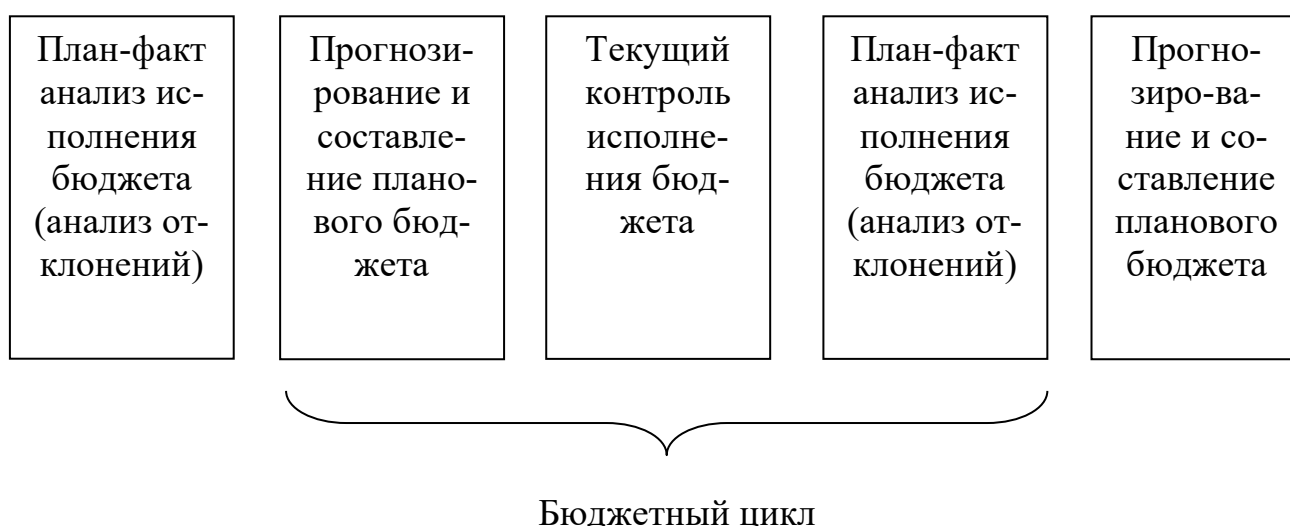 План-факт
анализ ис-
полнения
бюджета
(анализ от-
клонений)
Прогнози-
рование и
составле-
ние плано-
вого бюд-
жета
Текущий
контроль
исполне-
ния бюд-
жета
План-факт
анализ ис-
полнения
бюджета
(анализ от-
клонений)
Прогно-
зиро-ва-
ние и со-
ставление
планового
бюджета
Бюджетный цикл